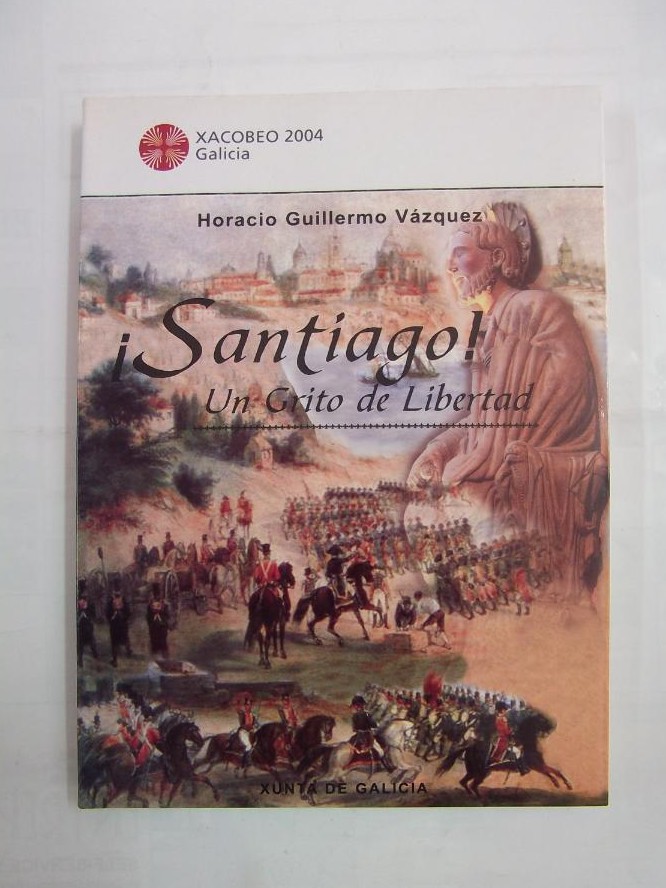 XACOBEO 2004
Galicia
Horacio Guillermo Vázquez
¡Santiago!
Un Grito de Libertad
XUNTA DE GALICIA